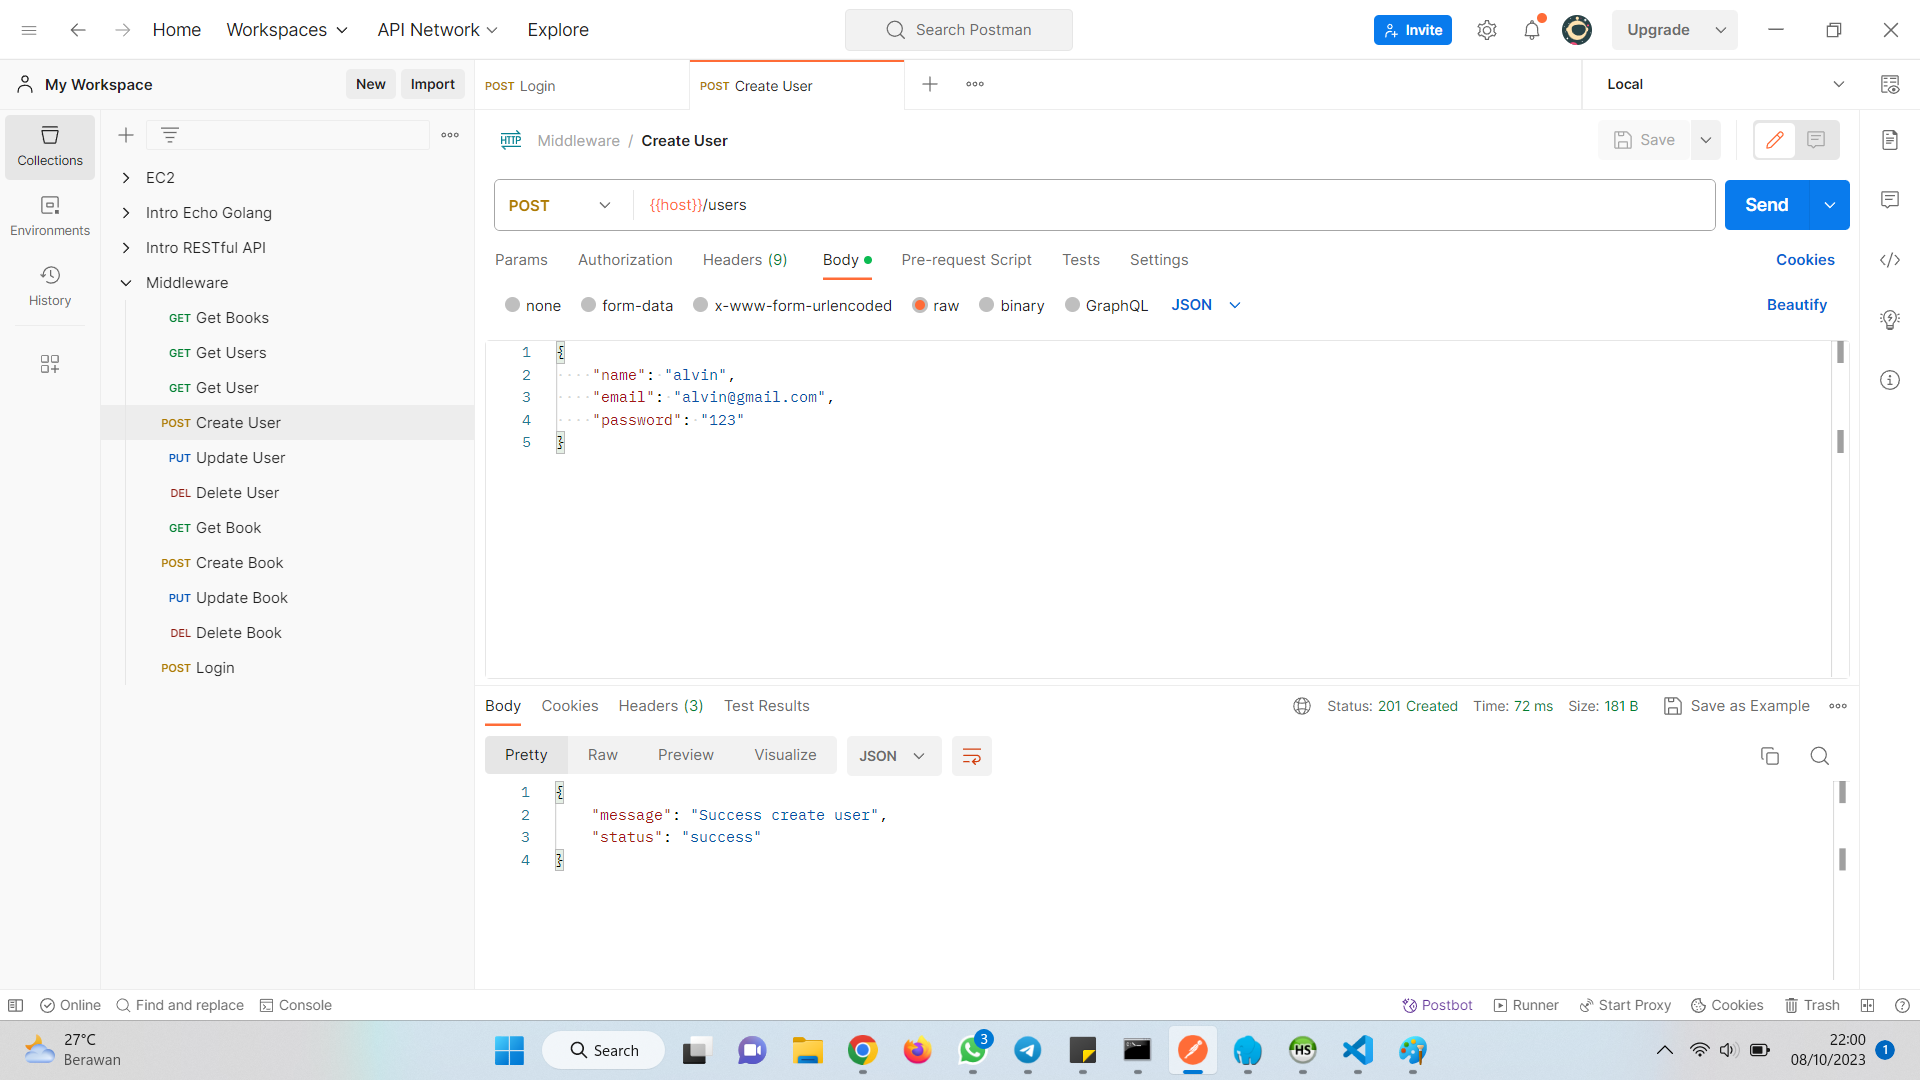 Home Workspaces API Network Explore Search Postman Invite Upgrade
My Workspace New Import POST Login POST Create User Local
Collections
Environments
History
EC2
Intro Echo Golang
Intro RESTful API
Middleware
GET Get Books
GET Get Users
GET Get User
POST Create User
PUT Update User
DEL Delete User
GET Get Book
POST Create Book
PUT Update Book
DEL Delete Book
POST Login
HTTP Middleware / Create User Save
POST {{host}}/users Send
Params Authorization Headers (9) Body Pre-request Script Tests Settings Cookies
none form-data x-www-form-urlencoded raw binary GraphQL JSON Beautify
1 {
2 ····"name":·"alvin",
3 ····"email":·"alvin@gmail.com",
4 ····"password":·"123"
5 }
Body Cookies Headers (3) Test Results Status: 201 Created Time: 72 ms Size: 181 B Save as Example
Pretty Raw Preview Visualize JSON
1 {
2 "message": "Success create user",
3 "status": "success"
4 }
Online Find and replace Console Postbot Runner Start Proxy Cookies Trash
27°C
Berawan
Search
3
HS
22:00
08/10/2023
1